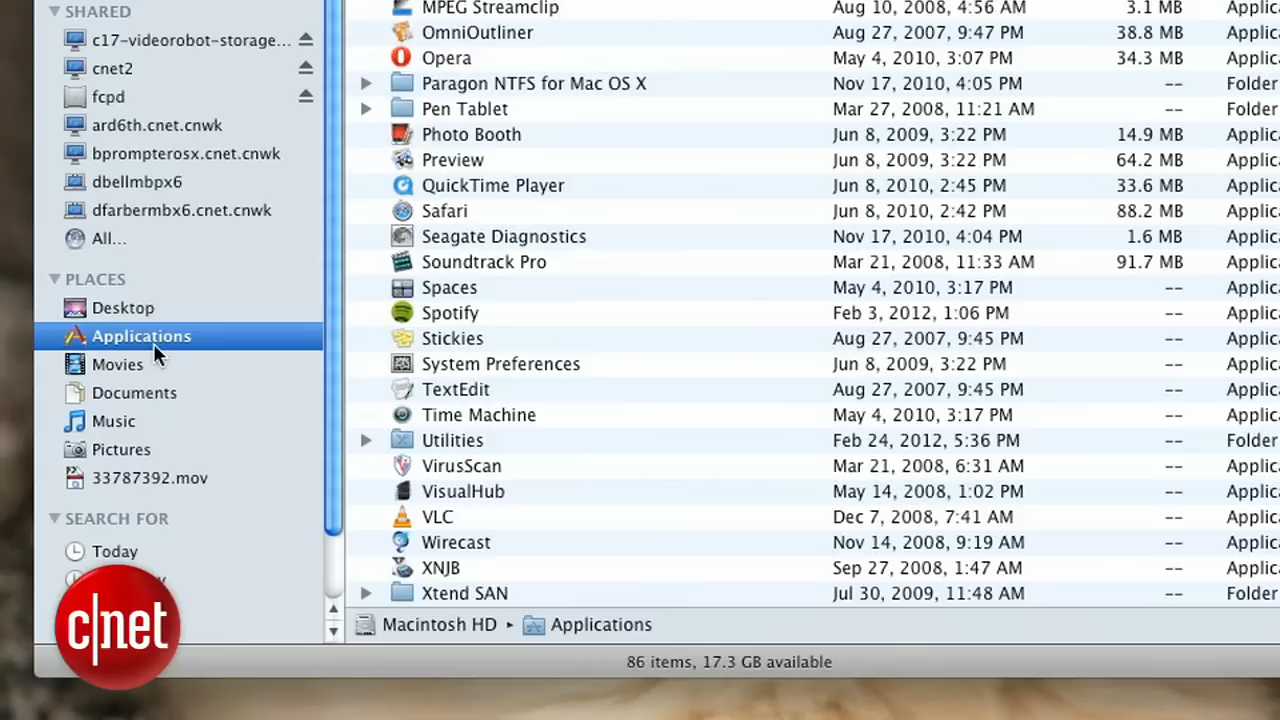 SHARED
c17-videorobot-storage...
cnet2
fcpd
ard6th.cnet.cnwk
bprompterosx.cnet.cnwk
dbellmbpx6
dfarbermbx6.cnet.cnwk
All...
PLACES
Desktop
Applications
Movies
Documents
Music
Pictures
33787392.mov
SEARCH FOR
Today
c|net
MPEG Streamclip Aug 10, 2008, 4:56 AM 3.1 MB Applic
OmniOutliner Aug 27, 2007, 9:47 PM 38.8 MB Applic
Opera May 4, 2010, 3:07 PM 34.3 MB Applic
Paragon NTFS for Mac OS X Nov 17, 2010, 4:05 PM -- Folder
Pen Tablet Mar 27, 2008, 11:21 AM -- Folder
Photo Booth Jun 8, 2009, 3:22 PM 14.9 MB Applic
Preview Jun 8, 2009, 3:22 PM 64.2 MB Applic
QuickTime Player Jun 8, 2010, 2:45 PM 33.6 MB Applic
Safari Jun 8, 2010, 2:42 PM 88.2 MB Applic
Seagate Diagnostics Nov 17, 2010, 4:04 PM 1.6 MB Applic
Soundtrack Pro Mar 21, 2008, 11:33 AM 91.7 MB Applic
Spaces May 4, 2010, 3:17 PM -- Applic
Spotify Feb 3, 2012, 1:06 PM -- Applic
Stickies Aug 27, 2007, 9:45 PM -- Applic
System Preferences Jun 8, 2009, 3:22 PM -- Applic
TextEdit Aug 27, 2007, 9:45 PM -- Applic
Time Machine May 4, 2010, 3:17 PM -- Applic
Utilities Feb 24, 2012, 5:36 PM -- Folder
VirusScan Mar 21, 2008, 6:31 AM -- Applic
VisualHub May 14, 2008, 1:02 PM -- Applic
VLC Dec 7, 2008, 7:41 AM -- Applic
Wirecast Nov 14, 2008, 9:19 AM -- Applic
XNJB Sep 27, 2008, 1:47 AM -- Applic
Xtend SAN Jul 30, 2009, 11:48 AM -- Folder
Macintosh HD ▸ Applications
86 items, 17.3 GB available